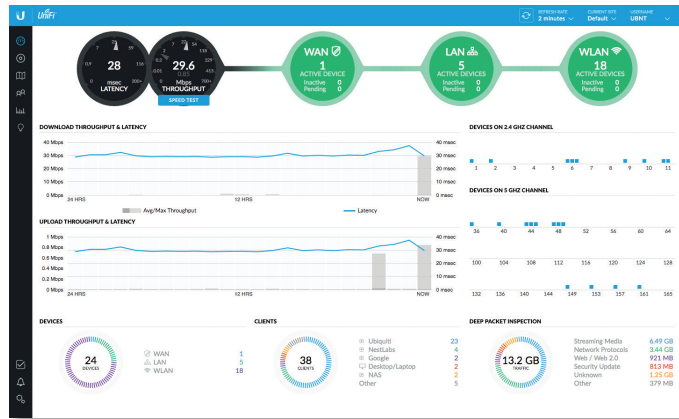 U UniFi
REFRESH RATE
2 minutes
CURRENT SITE
Default
USERNAME
UBNT
28
msec
LATENCY
29.6
0.85
Mbps
THROUGHPUT
SPEED TEST
WAN
1
ACTIVE DEVICE
Inactive 0
Pending 0
LAN
5
ACTIVE DEVICES
Inactive 0
Pending 0
WLAN
18
ACTIVE DEVICES
Inactive 0
Pending 0
DOWNLOAD THROUGHPUT & LATENCY
40 Mbps 40 msec
30 Mbps 30 msec
20 Mbps 20 msec
10 Mbps 10 msec
0 Mbps 0 msec
24 HRS 12 HRS NOW
Avg/Max Throughput Latency
UPLOAD THROUGHPUT & LATENCY
1 Mbps 40 msec
0.8 Mbps
0.6 Mbps
0.4 Mbps
0.2 Mbps
0 Mbps 0 msec
30 msec
20 msec
10 msec
24 HRS 12 HRS NOW
DEVICES ON 2.4 GHZ CHANNEL
1 2 3 4 5 6 7 8 9 10 11
DEVICES ON 5 GHZ CHANNEL
36 40 44 48 52 56 60 64
100 104 108 112 116 120 124 128
132 136 140 144 149 153 157 161 165
DEVICES
24
DEVICES
WAN 1
LAN 5
WLAN 18
CLIENTS
38
CLIENTS
Ubiquiti 23
NestLabs 4
Google 2
Desktop/Laptop 2
NAS 2
Other 5
DEEP PACKET INSPECTION
13.2 GB
TRAFFIC
Streaming Media 6.49 GB
Network Protocols 3.44 GB
Web / Web 2.0 921 MB
Security Update 813 MB
Unknown 1.25 GB
Other 379 MB